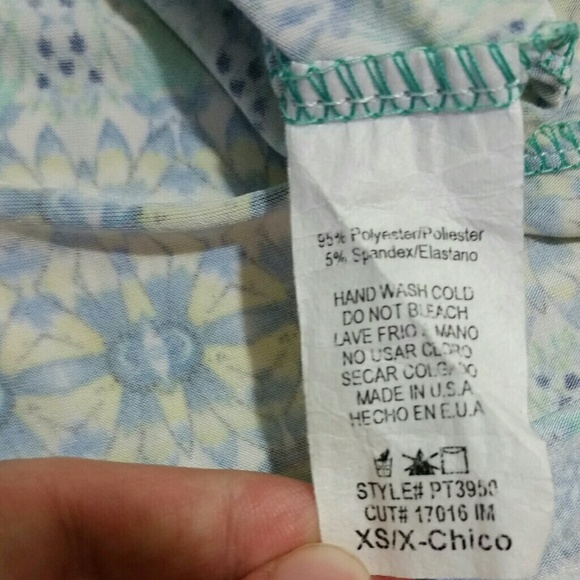 95% Polyester/Poliester
5% Spandex/Elastano
HAND WASH COLD
DO NOT BLEACH
LAVE FRIO A MANO
NO USAR CLORO
SECAR COLGADO
MADE IN U.S.A
HECHO EN E.U.A
STYLE# PT3950
CUT# 17016 IM
XS/X-Chico